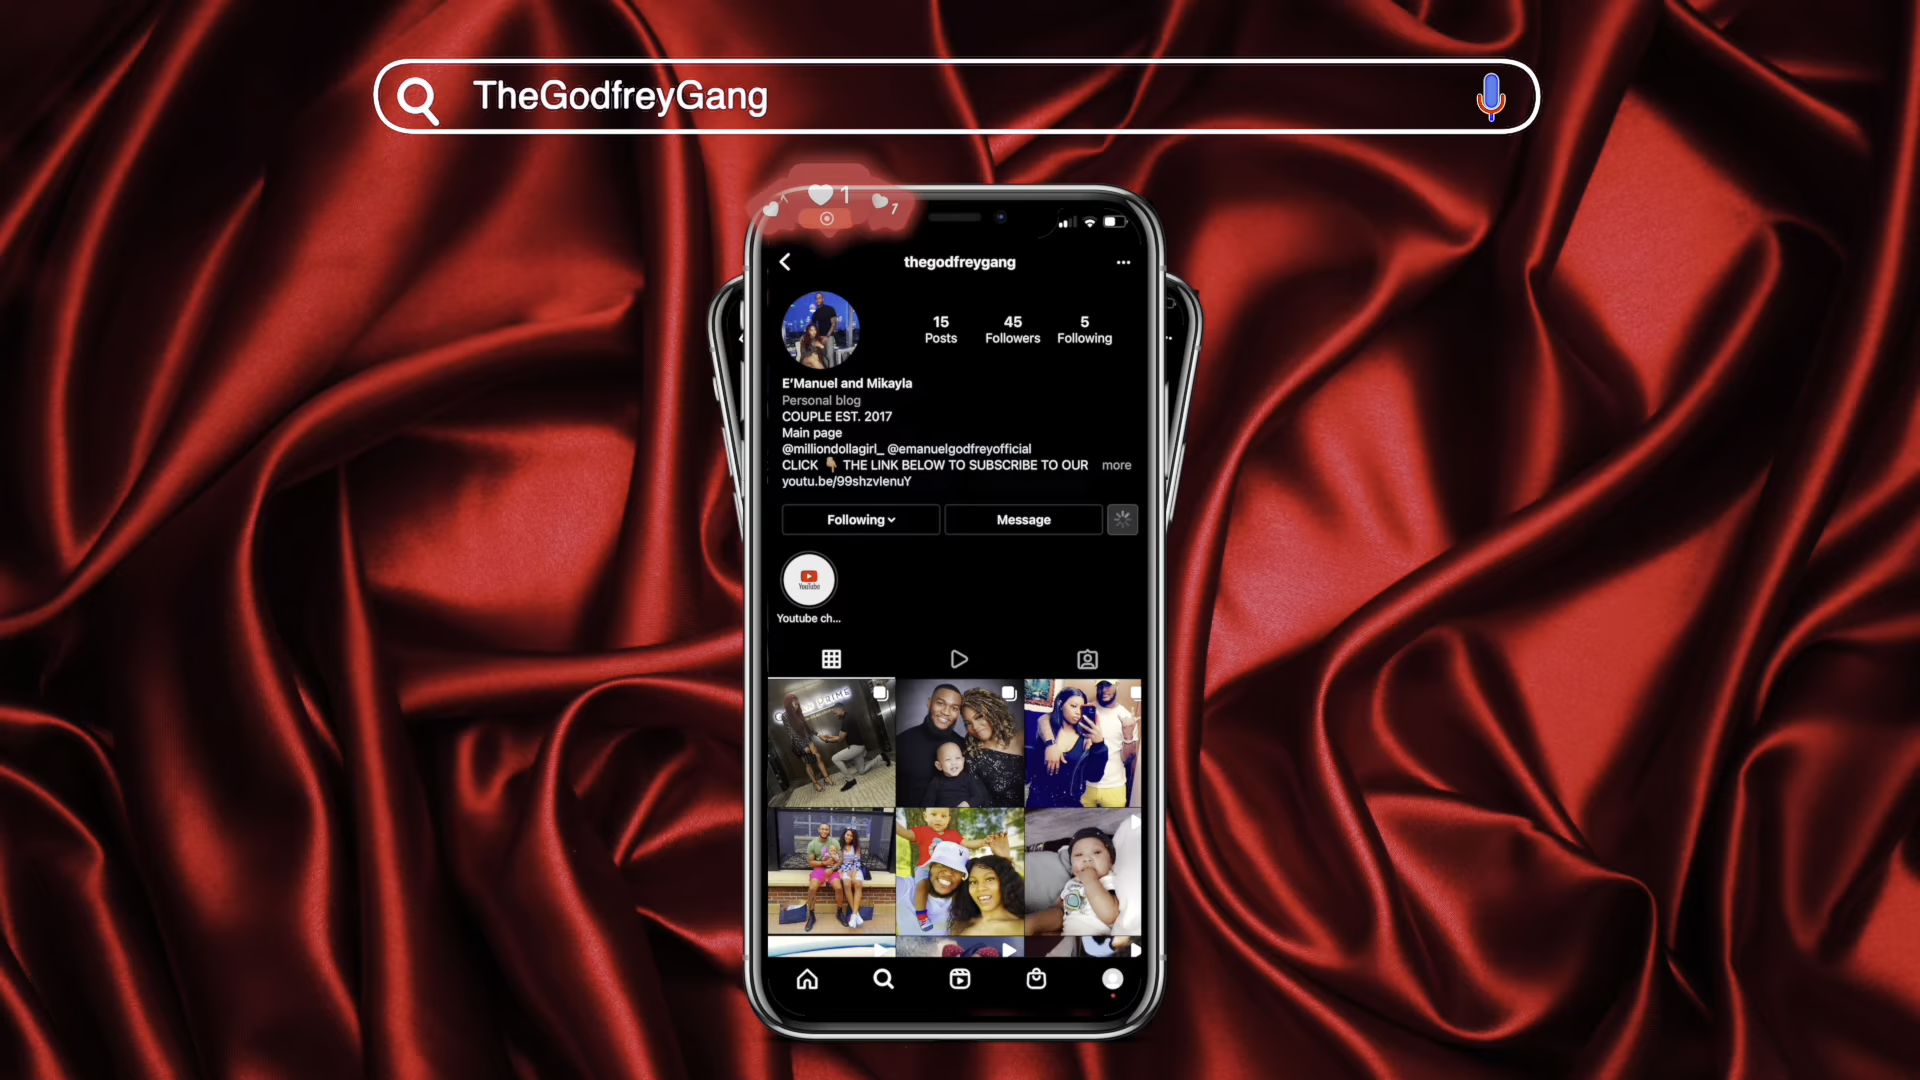 TheGodfreyGang
1
7
thegodfreygang
15
45
5
Posts
Followers
Following
E'Manuel and Mikayla
Personal blog
COUPLE EST. 2017
Main page
@milliondollagirl_ @emanuelgodfreyofficial
CLICK 👇🏽 THE LINK BELOW TO SUBSCRIBE TO OUR more
youtu.be/99shzvIenuY
Following
Message
YouTube
Youtube ch...
PRIME